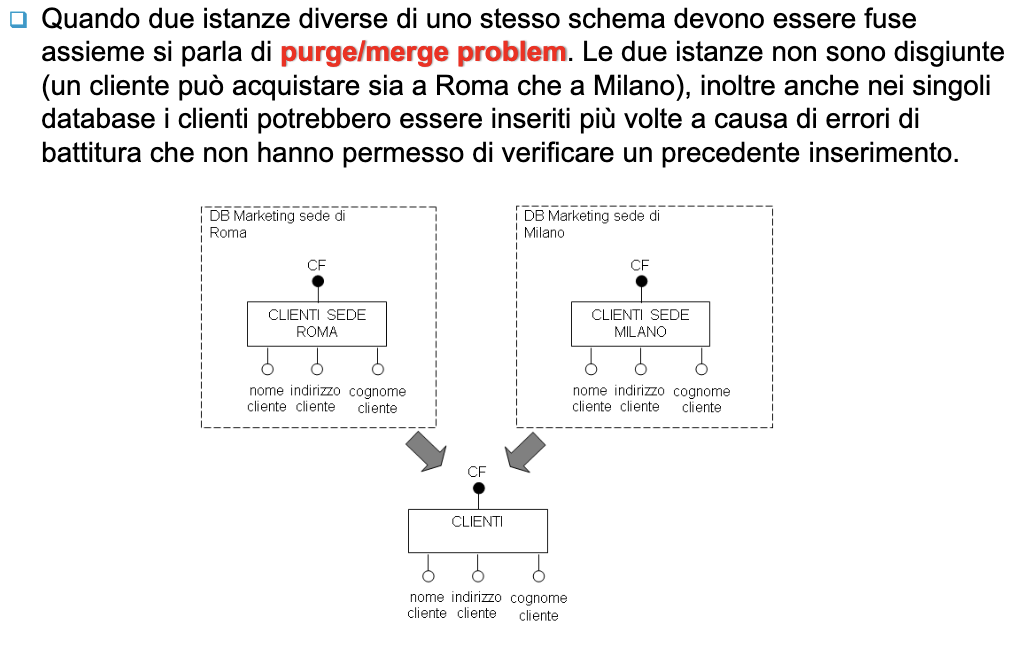 Quando due istanze diverse di uno stesso schema devono essere fuse
assieme si parla di purge/merge problem. Le due istanze non sono disgiunte
(un cliente può acquistare sia a Roma che a Milano), inoltre anche nei singoli
database i clienti potrebbero essere inseriti più volte a causa di errori di
battitura che non hanno permesso di verificare un precedente inserimento.
DB Marketing sede di
Roma
CF
CLIENTI SEDE
ROMA
nome indirizzo cognome
cliente cliente cliente
DB Marketing sede di
Milano
CF
CLIENTI SEDE
MILANO
nome indirizzo cognome
cliente cliente cliente
CF
CLIENTI
nome indirizzo cognome
cliente cliente cliente